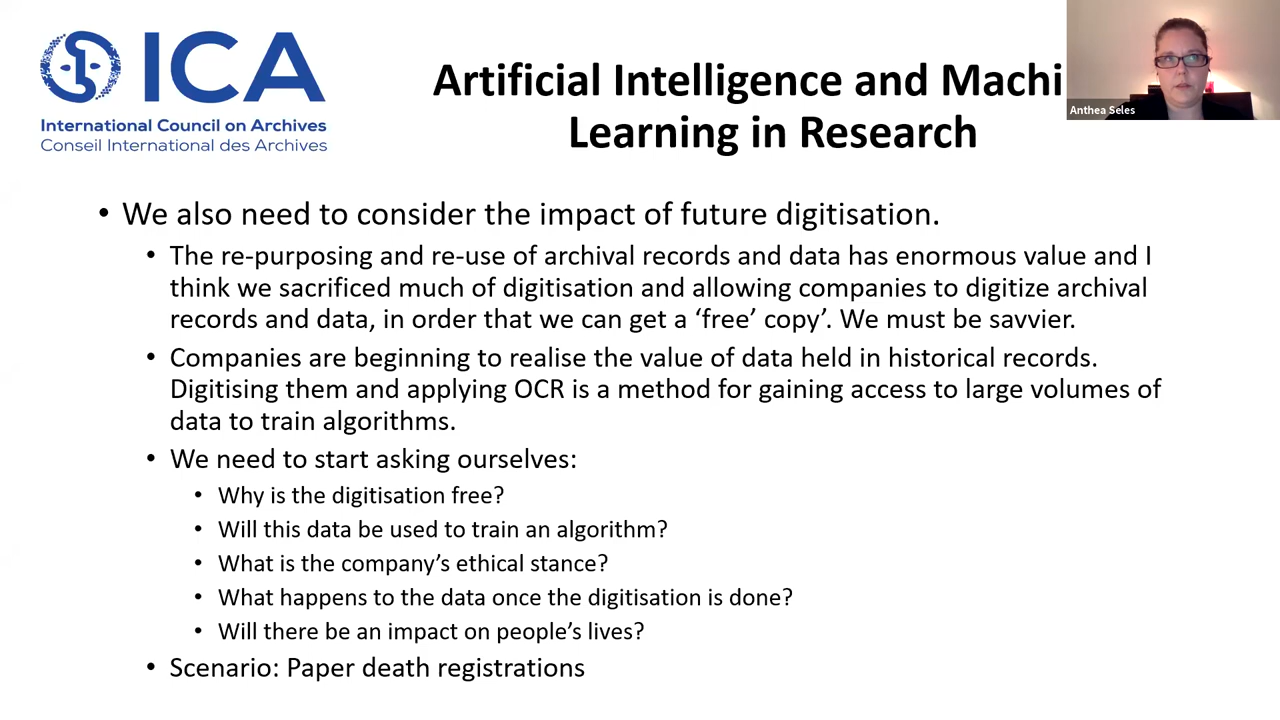 ICA
International Council on Archives
Conseil International des Archives
Artificial Intelligence and Machi
Learning in Research
Anthea Seles
• We also need to consider the impact of future digitisation.
• The re-purposing and re-use of archival records and data has enormous value and I
think we sacrificed much of digitisation and allowing companies to digitize archival
records and data, in order that we can get a ‘free’ copy’. We must be savvier.
• Companies are beginning to realise the value of data held in historical records.
Digitising them and applying OCR is a method for gaining access to large volumes of
data to train algorithms.
• We need to start asking ourselves:
• Why is the digitisation free?
• Will this data be used to train an algorithm?
• What is the company’s ethical stance?
• What happens to the data once the digitisation is done?
• Will there be an impact on people’s lives?
• Scenario: Paper death registrations